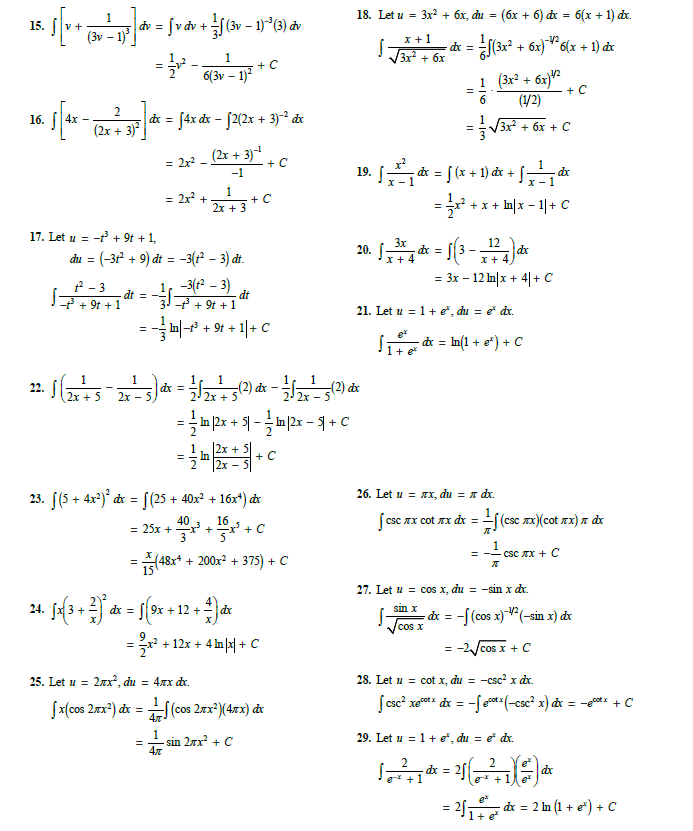 15. ∫[v + 1/(3v − 1)³] dv = ∫v dv + 1/3 ∫(3v − 1)⁻³(3) dv
= 1/2 v² − 1/(6(3v − 1)²) + C
16. ∫[4x − 2/(2x + 3)²] dx = ∫4x dx − ∫2(2x + 3)⁻² dx
= 2x² − (2x + 3)⁻¹/−1 + C
= 2x² + 1/(2x + 3) + C
17. Let u = −t³ + 9t + 1,
du = (−3t² + 9) dt = −3(t² − 3) dt.
∫ (t² − 3)/(−t³ + 9t + 1) dt = −1/3 ∫ −3(t² − 3)/(−t³ + 9t + 1) dt
= −1/3 ln|−t³ + 9t + 1| + C
18. Let u = 3x² + 6x, du = (6x + 6) dx = 6(x + 1) dx.
∫ (x + 1)/√(3x² + 6x) dx = 1/6 ∫(3x² + 6x)^(−1/2) 6(x + 1) dx
= 1/6 · (3x² + 6x)^(1/2)/(1/2) + C
= 1/3 √(3x² + 6x) + C
19. ∫ x²/(x − 1) dx = ∫(x + 1) dx + ∫ 1/(x − 1) dx
= 1/2 x² + x + ln|x − 1| + C
20. ∫ 3x/(x + 4) dx = ∫(3 − 12/(x + 4)) dx
= 3x − 12 ln|x + 4| + C
21. Let u = 1 + eˣ, du = eˣ dx.
∫ eˣ/(1 + eˣ) dx = ln(1 + eˣ) + C
22. ∫(1/(2x + 5) − 1/(2x − 5)) dx = 1/2 ∫ 1/(2x + 5) (2) dx − 1/2 ∫ 1/(2x − 5) (2) dx
= 1/2 ln|2x + 5| − 1/2 ln|2x − 5| + C
= 1/2 ln|(2x + 5)/(2x − 5)| + C
23. ∫(5 + 4x²)² dx = ∫(25 + 40x² + 16x⁴) dx
= 25x + 40/3 x³ + 16/5 x⁵ + C
= x/15 (48x⁴ + 200x² + 375) + C
24. ∫x(3 + 2/x)² dx = ∫(9x + 12 + 4/x) dx
= 9/2 x² + 12x + 4 ln|x| + C
25. Let u = 2πx², du = 4πx dx.
∫x(cos 2πx²) dx = 1/4π ∫(cos 2πx²)(4πx) dx
= 1/4π sin 2πx² + C
26. Let u = πx, du = π dx.
∫csc πx cot πx dx = 1/π ∫(csc πx)(cot πx) π dx
= −1/π csc πx + C
27. Let u = cos x, du = −sin x dx.
∫ sin x/√(cos x) dx = −∫(cos x)^(−1/2)(−sin x) dx
= −2√(cos x) + C
28. Let u = cot x, du = −csc² x dx.
∫csc² xe^(cot x) dx = −∫e^(cot x)(−csc² x) dx = −e^(cot x) + C
29. Let u = 1 + eˣ, du = eˣ dx.
∫ 2/(e⁻ˣ + 1) dx = 2∫(2/(e⁻ˣ + 1))(eˣ/eˣ) dx
= 2∫ eˣ/(1 + eˣ) dx = 2 ln (1 + eˣ) + C